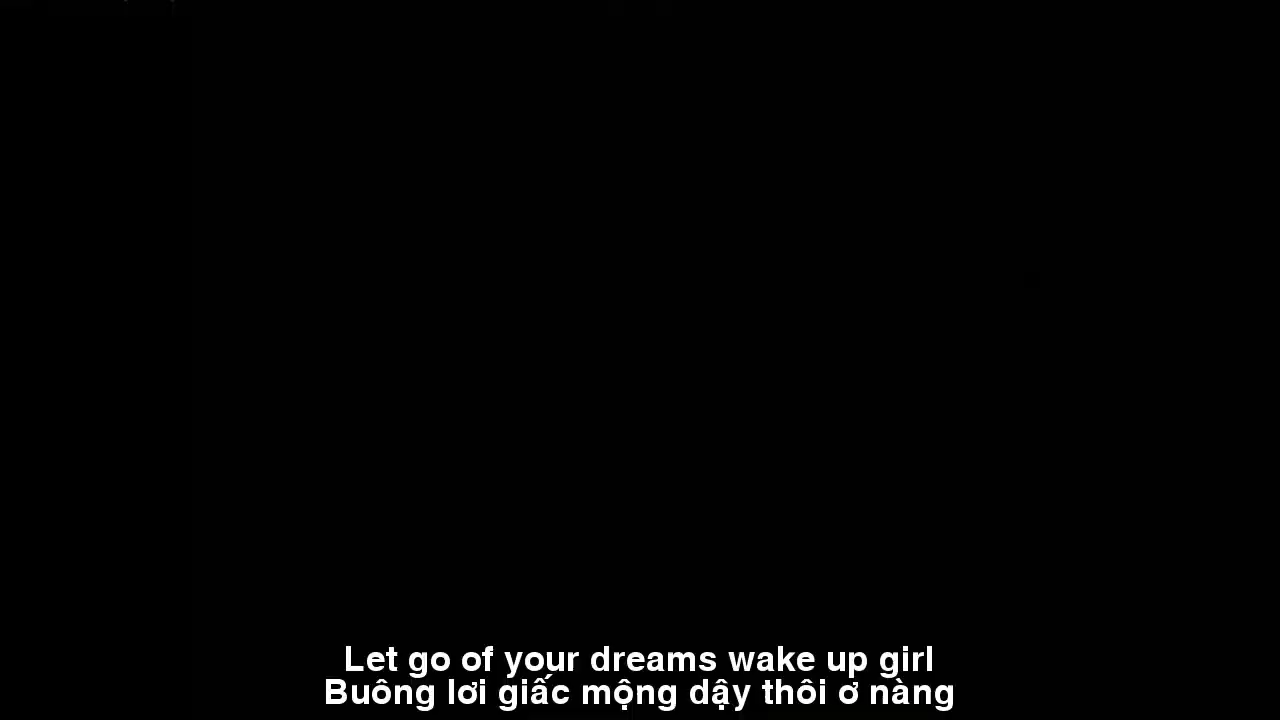 Let go of your dreams wake up girl
Buông lơi giấc mộng dậy thôi ơ nàng